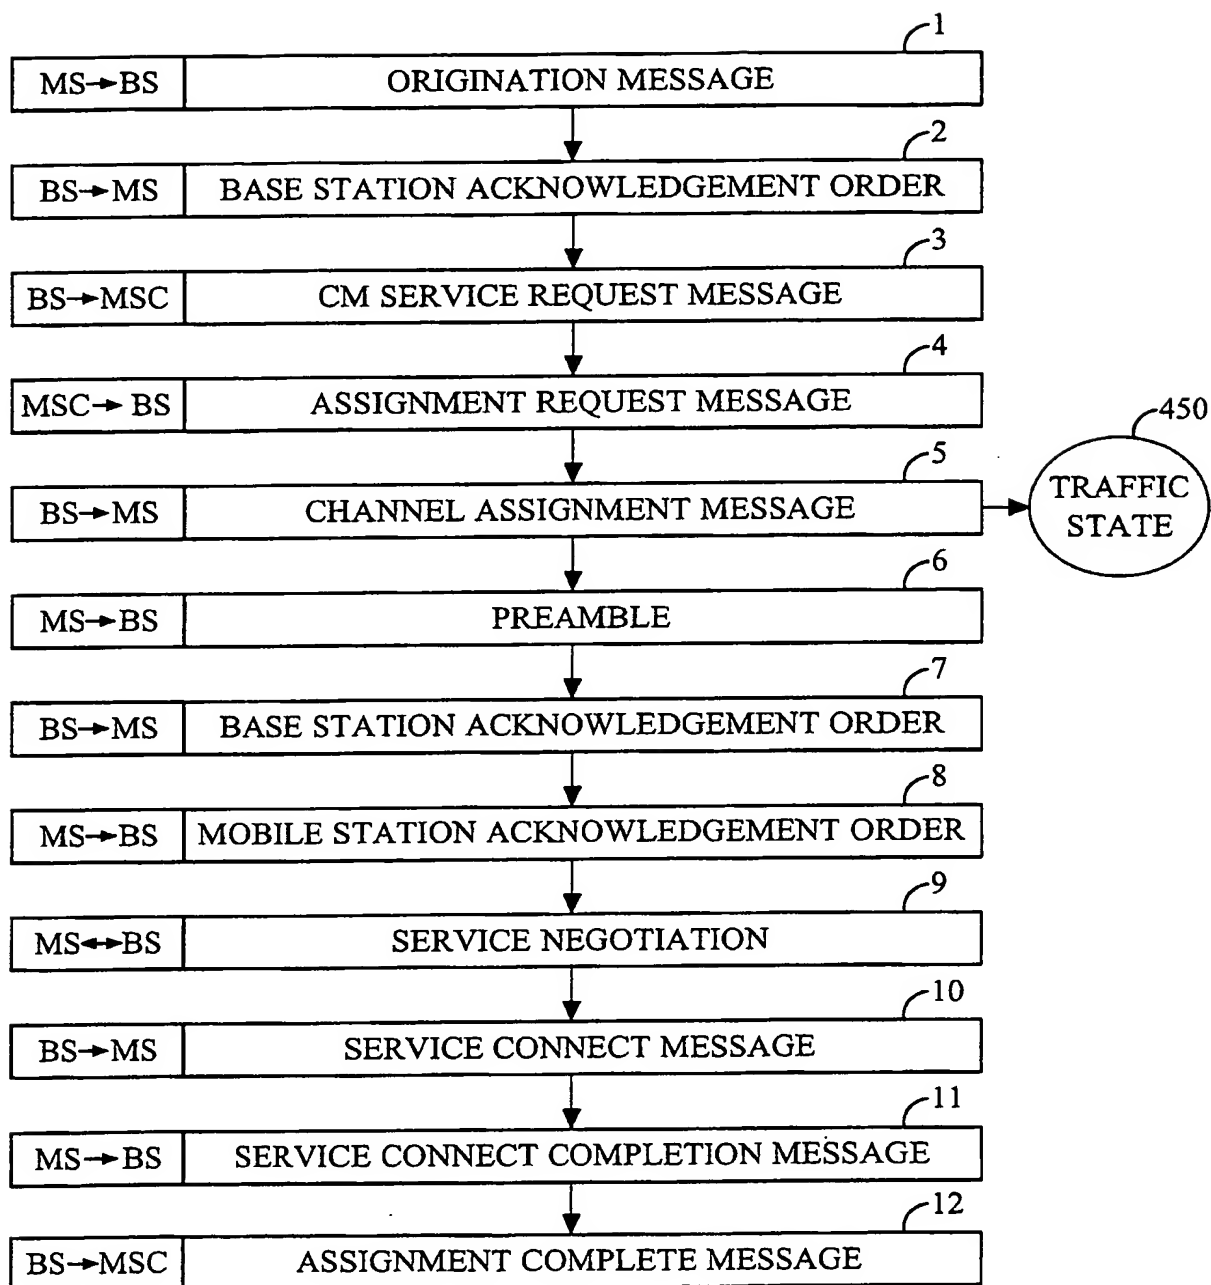 1
MS→BS ORIGINATION MESSAGE
2
BS→MS BASE STATION ACKNOWLEDGEMENT ORDER
3
BS→MSC CM SERVICE REQUEST MESSAGE
4
MSC→BS ASSIGNMENT REQUEST MESSAGE
450
5
BS→MS CHANNEL ASSIGNMENT MESSAGE
TRAFFIC
STATE
6
MS→BS PREAMBLE
7
BS→MS BASE STATION ACKNOWLEDGEMENT ORDER
8
MS→BS MOBILE STATION ACKNOWLEDGEMENT ORDER
9
MS↔BS SERVICE NEGOTIATION
10
BS→MS SERVICE CONNECT MESSAGE
11
MS→BS SERVICE CONNECT COMPLETION MESSAGE
12
BS→MSC ASSIGNMENT COMPLETE MESSAGE